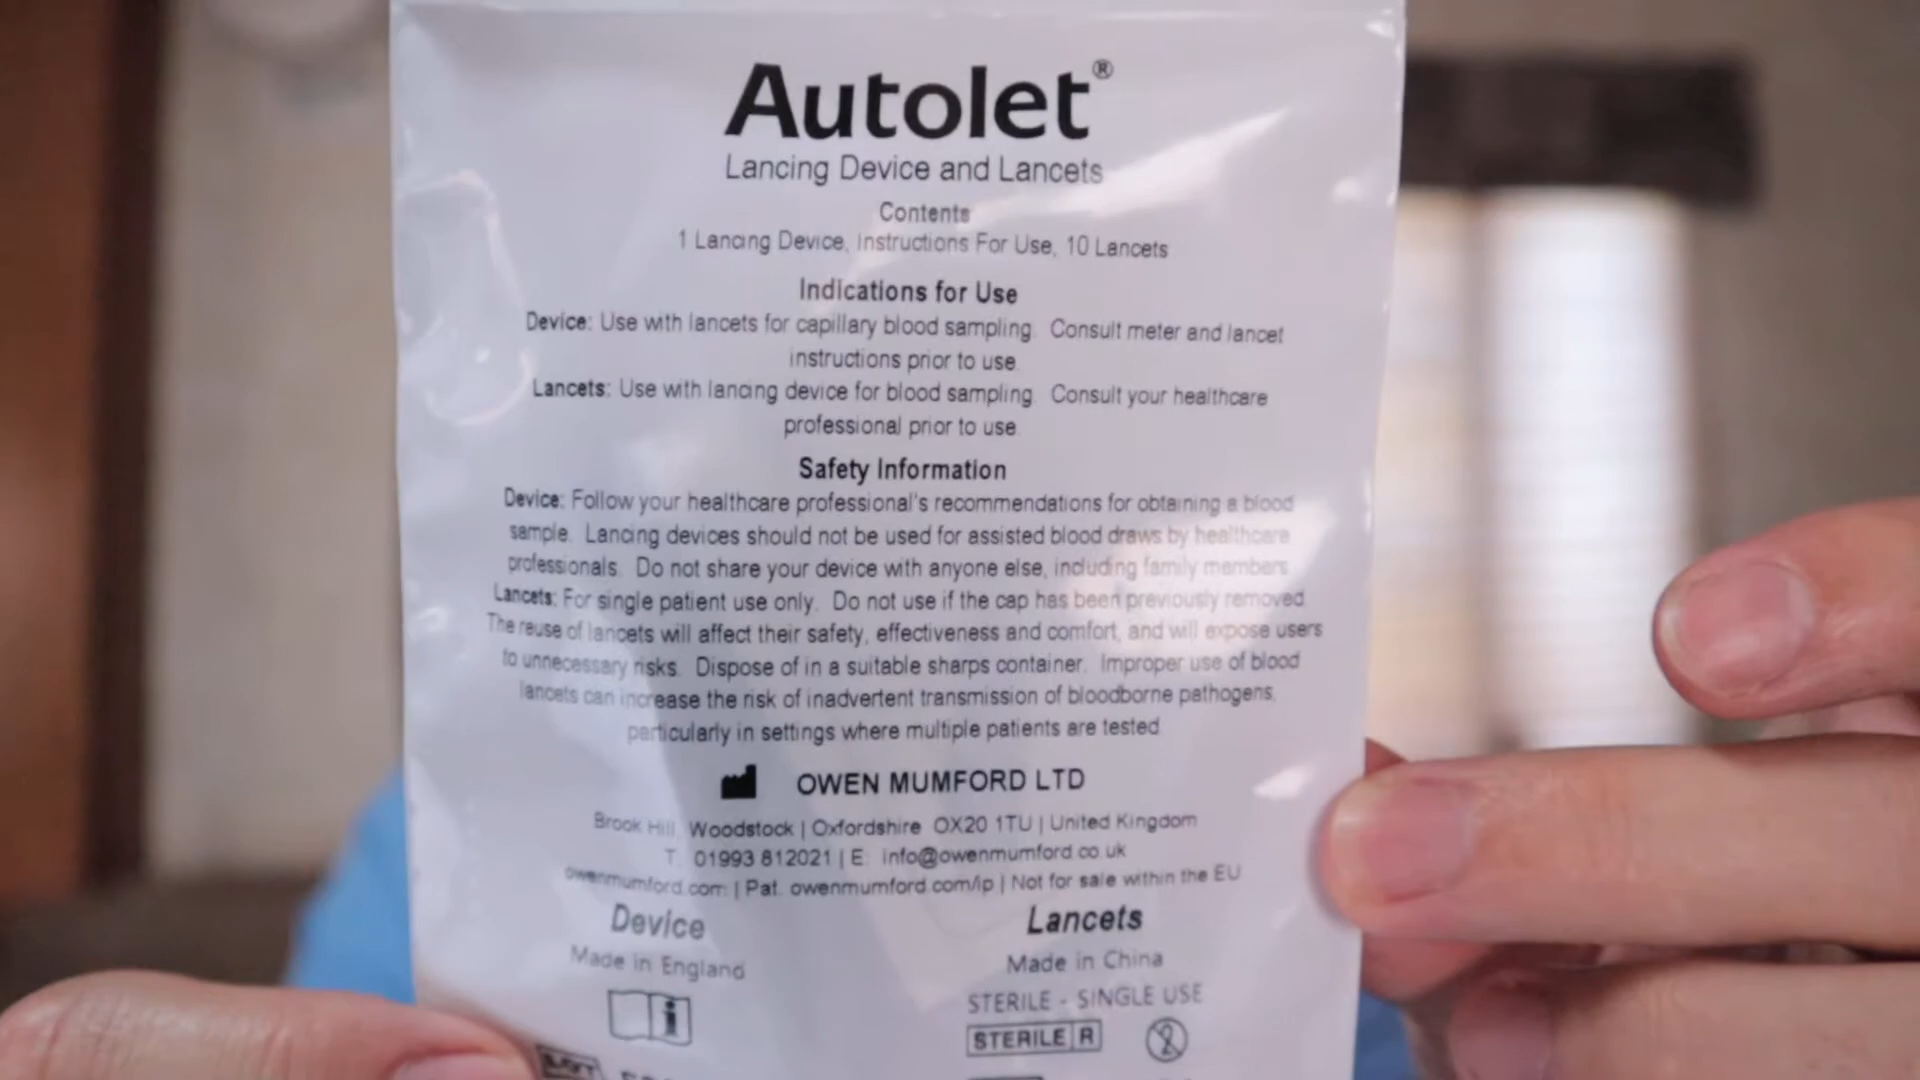 Autolet®
Lancing Device and Lancets
Contents
1 Lancing Device, Instructions For Use, 10 Lancets
Indications for Use
Device: Use with lancets for capillary blood sampling. Consult meter and lancet
instructions prior to use.
Lancets: Use with lancing device for blood sampling. Consult your healthcare
professional prior to use.
Safety Information
Device: Follow your healthcare professional's recommendations for obtaining a blood
sample. Lancing devices should not be used for assisted blood draws by healthcare
professionals. Do not share your device with anyone else, including family members.
Lancets: For single patient use only. Do not use if the cap has been previously removed.
The reuse of lancets will affect their safety, effectiveness and comfort, and will expose users
to unnecessary risks. Dispose of in a suitable sharps container. Improper use of blood
lancets can increase the risk of inadvertent transmission of bloodborne pathogens,
particularly in settings where multiple patients are tested.
OWEN MUMFORD LTD
Brook Hill, Woodstock | Oxfordshire OX20 1TU | United Kingdom
T: 01993 812021 | E: info@owenmumford.co.uk
owenmumford.com | Pat. owenmumford.com/ip | Not for sale within the EU
Device Lancets
Made in England Made in China
STERILE - SINGLE USE
i STERILE R 2
LOT